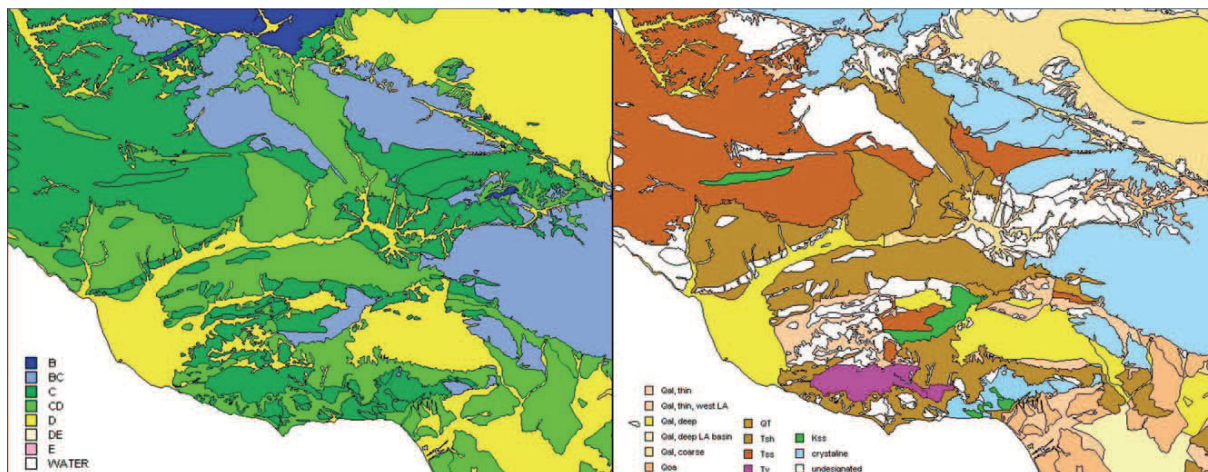 B
BC
C
CD
D
DE
E
WATER
Qal, thin
Qal, thin, west LA
Qal, deep
Qal, deep LA basin
Qal, coarse
Qoa
QT
Tsh
Tss
Tv
Kss
crystaline
undesignated